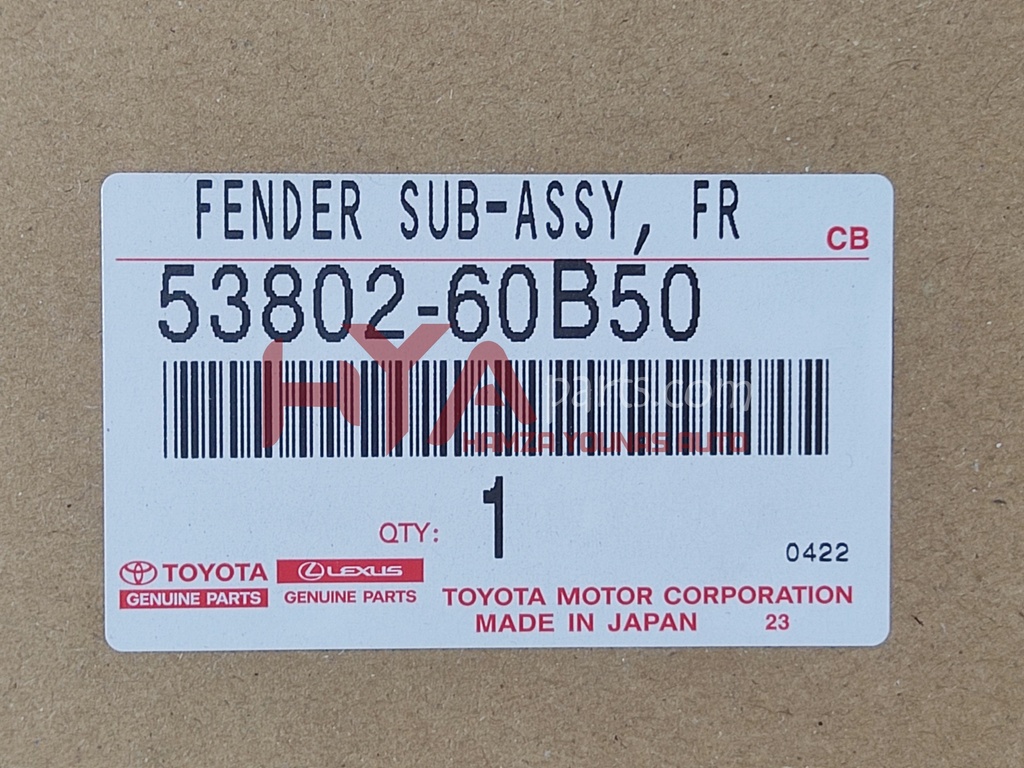 FENDER SUB-ASSY, FR
CB
53802-60B50
HYA parts.com
HAMZA YOUNAS AUTO
QTY: 1
0422
TOYOTA
GENUINE PARTS
LEXUS
GENUINE PARTS
TOYOTA MOTOR CORPORATION
MADE IN JAPAN 23